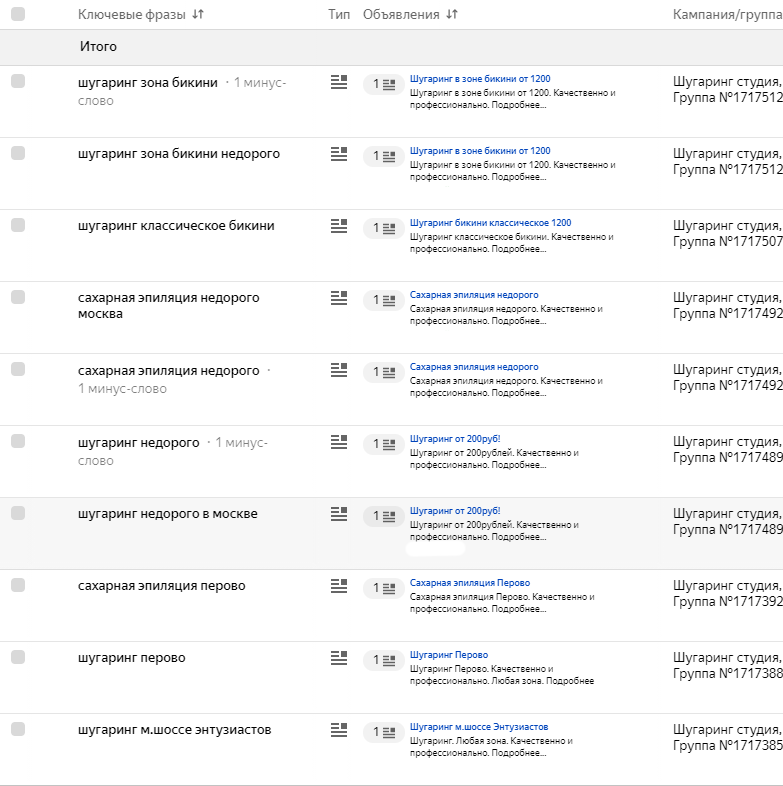 Ключевые фразы Тип Объявления Кампания/группа
Итого
шугаринг зона бикини · 1 минус-
слово
1
Шугаринг в зоне бикини от 1200
Шугаринг в зоне бикини от 1200. Качественно и
профессионально. Подробнее...
Шугаринг студия,
Группа №1717512
шугаринг зона бикини недорого
1
Шугаринг в зоне бикини от 1200
Шугаринг в зоне бикини от 1200. Качественно и
профессионально. Подробнее...
Шугаринг студия,
Группа №1717512
шугаринг классическое бикини
1
Шугаринг бикини классическое 1200
Шугаринг классическое бикини. Качественно и
профессионально. Подробнее...
Шугаринг студия,
Группа №1717507
сахарная эпиляция недорого
москва
1
Сахарная эпиляция недорого
Сахарная эпиляция недорого. Качественно и
профессионально. Подробнее...
Шугаринг студия,
Группа №1717492
сахарная эпиляция недорого ·
1 минус-слово
1
Сахарная эпиляция недорого
Сахарная эпиляция недорого. Качественно и
профессионально. Подробнее...
Шугаринг студия,
Группа №1717492
шугаринг недорого · 1 минус-
слово
1
Шугаринг от 200руб!
Шугаринг от 200рублей. Качественно и
профессионально. Подробнее...
Шугаринг студия,
Группа №1717489
шугаринг недорого в москве
1
Шугаринг от 200руб!
Шугаринг от 200рублей. Качественно и
профессионально. Подробнее...
Шугаринг студия,
Группа №1717489
сахарная эпиляция перово
1
Сахарная эпиляция Перово
Сахарная эпиляция Перово. Качественно и
профессионально. Подробнее...
Шугаринг студия,
Группа №1717392
шугаринг перово
1
Шугаринг Перово
Шугаринг Перово. Качественно и
профессионально. Любая зона. Подробнее
Шугаринг студия,
Группа №1717388
шугаринг м.шоссе энтузиастов
1
Шугаринг м.шоссе Энтузиастов
Шугаринг. Любая зона. Качественно и
профессионально. Подробнее...
Шугаринг студия,
Группа №1717385